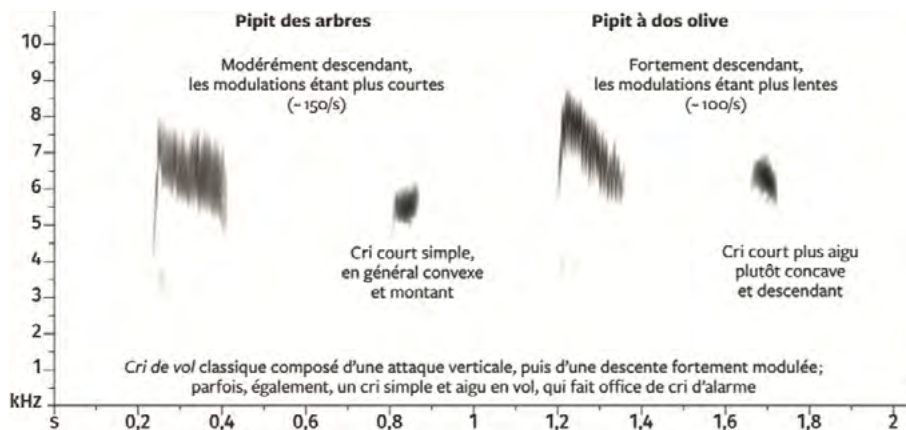 Pipit des arbres
Pipit à dos olive
10
9
8
7
6
5
4
3
2
1
kHz
Modérément descendant,
les modulations étant plus courtes
(~150/s)
Fortement descendant,
les modulations étant plus lentes
(~100/s)
Cri court simple,
en général convexe
et montant
Cri court plus aigu
plutôt concave
et descendant
Cri de vol classique composé d'une attaque verticale, puis d'une descente fortement modulée;
parfois, également, un cri simple et aigu en vol, qui fait office de cri d'alarme
S 0,2 0,4 0,6 0,8 1 1,2 1,4 1,6 1,8 2